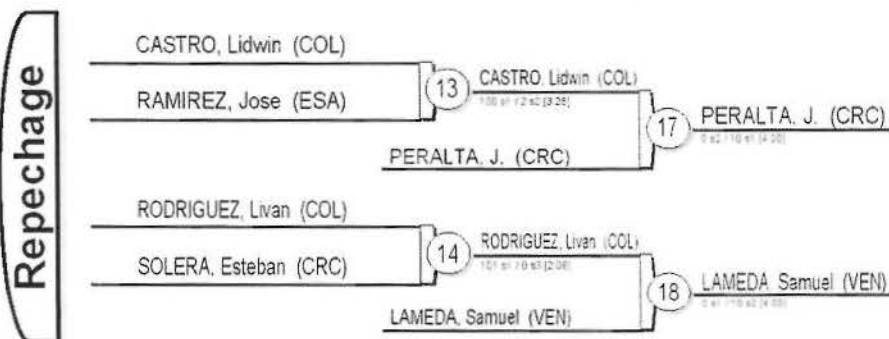 Repechage
CASTRO, Lidwin (COL)
RAMIREZ, Jose (ESA)
13
CASTRO, Lidwin (COL)
PERALTA, J. (CRC)
17
PERALTA, J. (CRC)
RODRIGUEZ, Livan (COL)
SOLERA, Esteban (CRC)
14
RODRIGUEZ, Livan (COL)
LAMEDA, Samuel (VEN)
18
LAMEDA, Samuel (VEN)